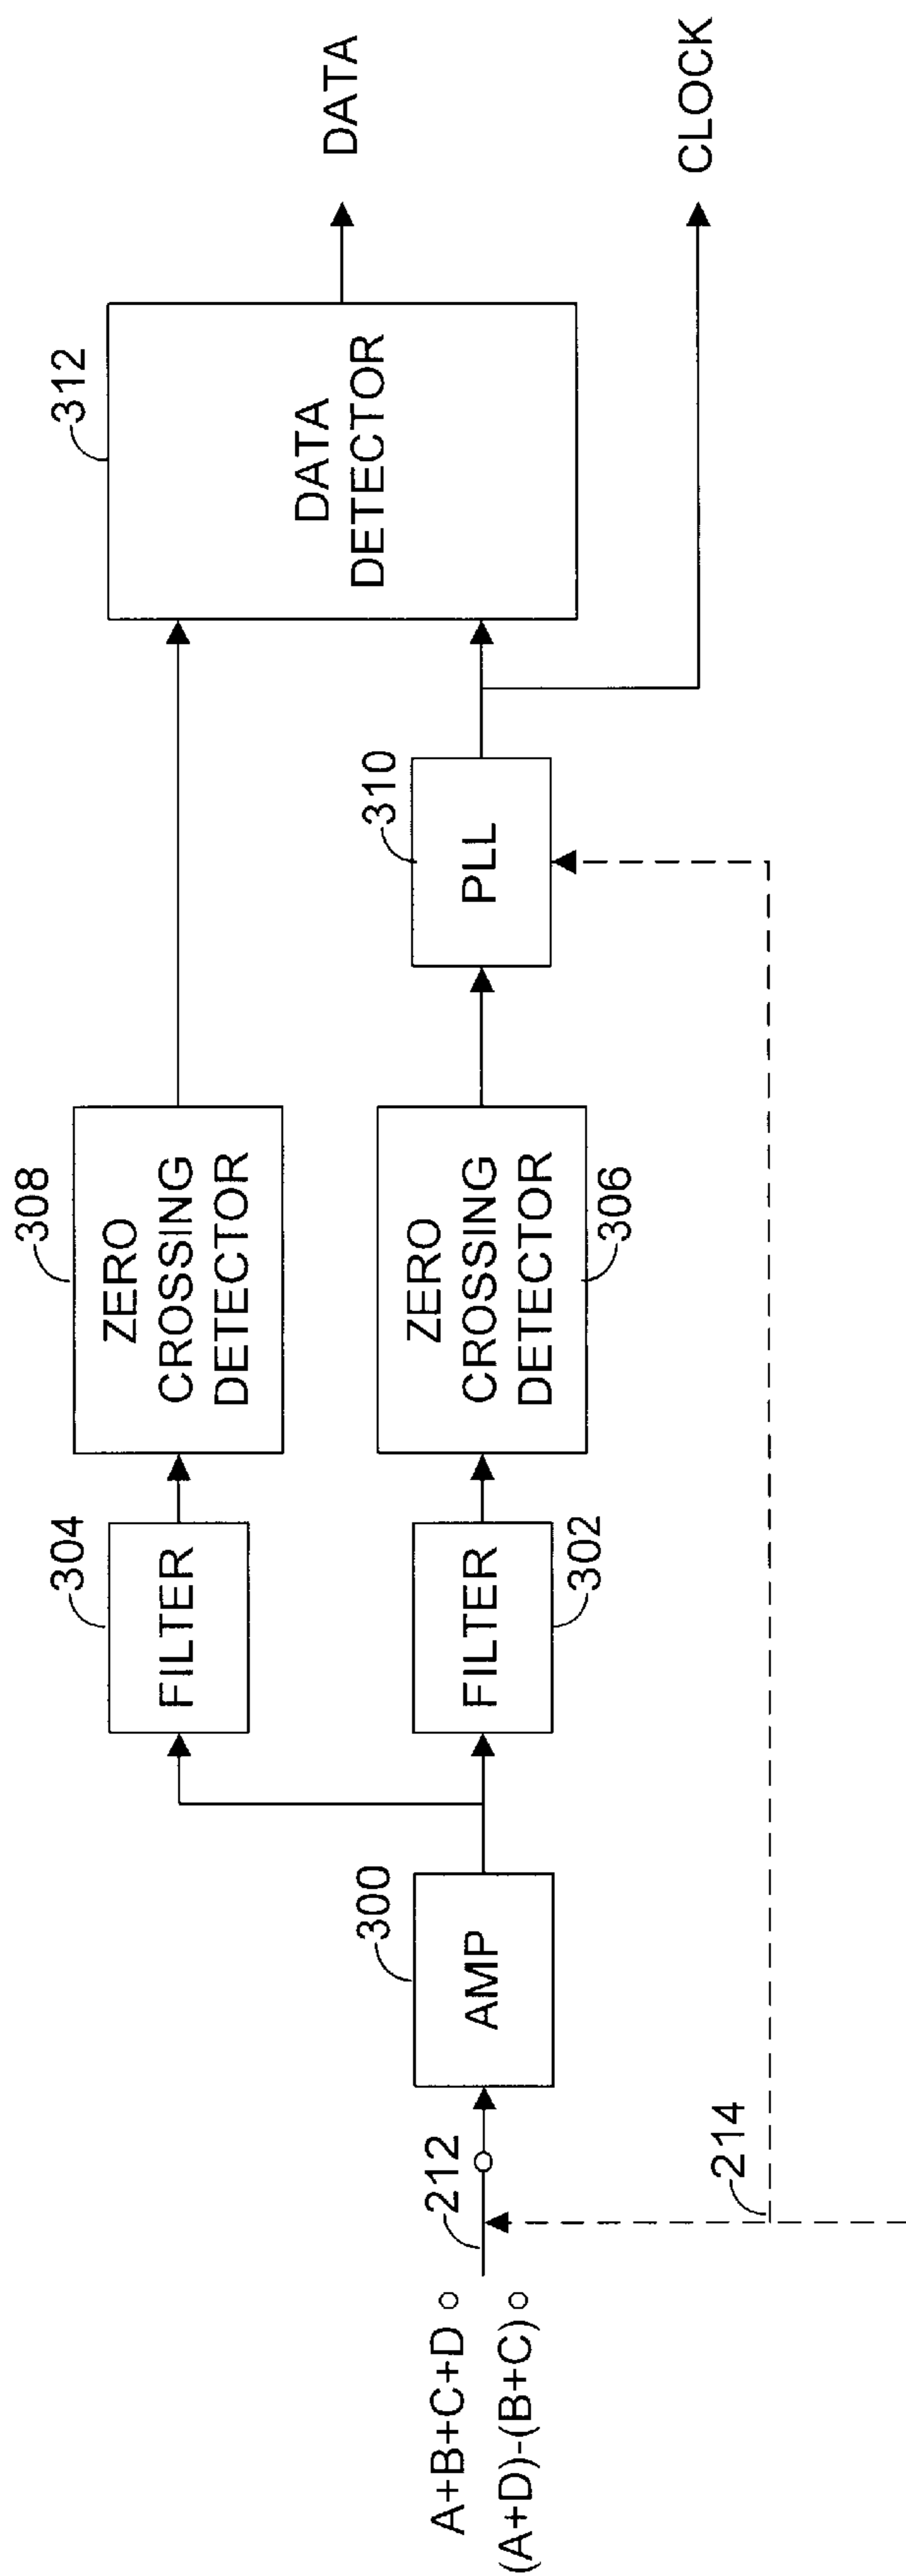 A+B+C+D
(A+D)-(B+C)
212
214
300
AMP
304
FILTER
302
FILTER
308
ZERO
CROSSING
DETECTOR
ZERO
CROSSING
DETECTOR
306
310
PLL
312
DATA
DETECTOR
DATA
CLOCK